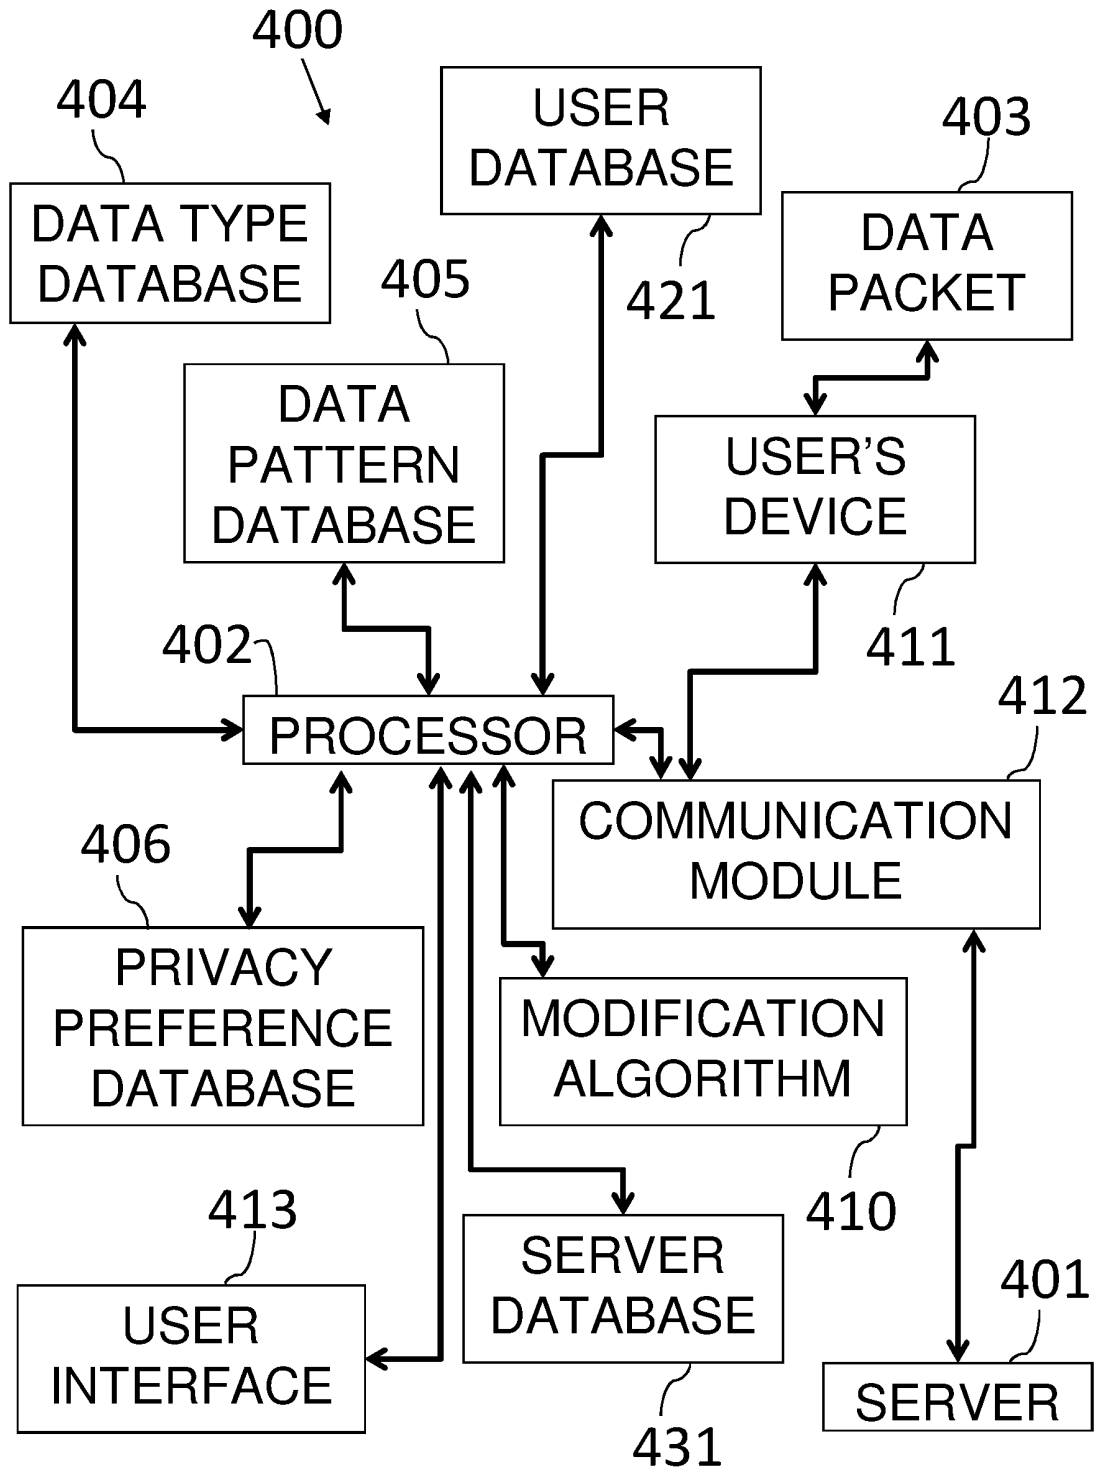 400
404
DATA TYPE
DATABASE
USER
DATABASE
421
403
DATA
PACKET
405
DATA
PATTERN
DATABASE
USER'S
DEVICE
411
402
PROCESSOR
412
COMMUNICATION
MODULE
406
PRIVACY
PREFERENCE
DATABASE
MODIFICATION
ALGORITHM
410
413
USER
INTERFACE
SERVER
DATABASE
431
401
SERVER